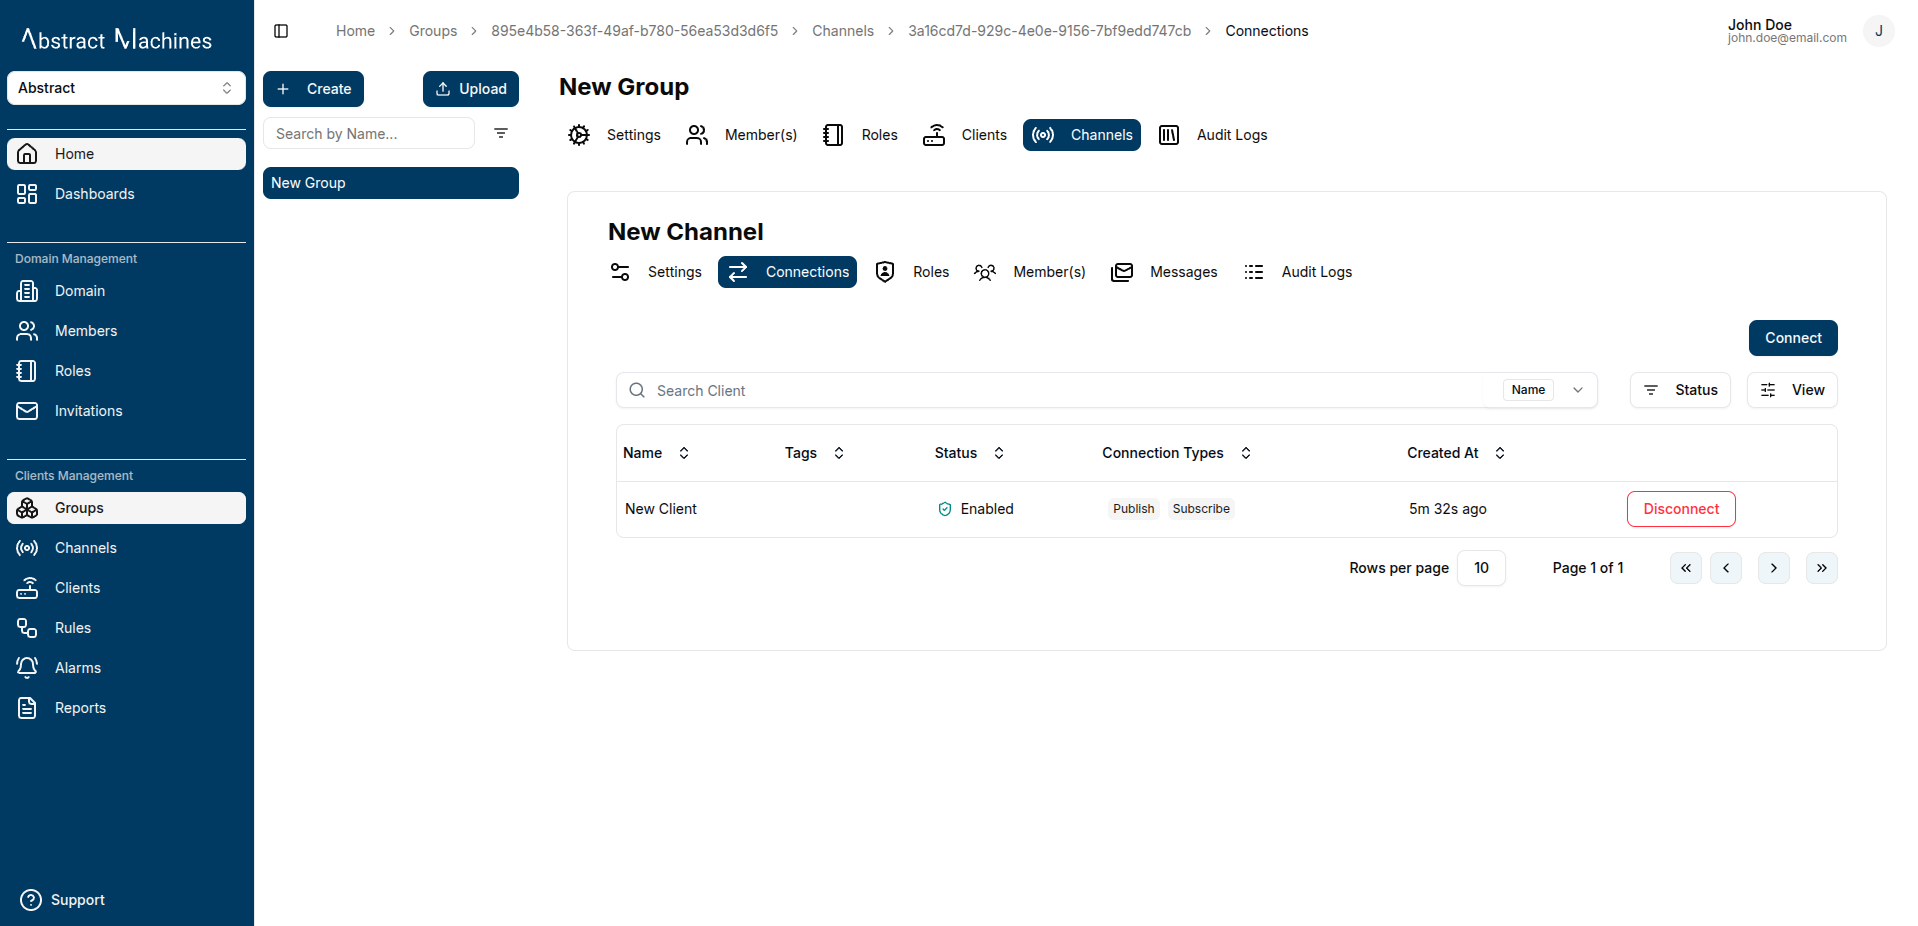 Abstract Machines
Abstract
Home
Dashboards
Domain Management
Domain
Members
Roles
Invitations
Clients Management
Groups
Channels
Clients
Rules
Alarms
Reports
Support
Home > Groups > 895e4b58-363f-49af-b780-56ea53d3d6f5 > Channels > 3a16cd7d-929c-4e0e-9156-7bf9edd747cb > Connections
John Doe
john.doe@email.com
J
Create Upload
Search by Name...
New Group
New Group
Settings Member(s) Roles Clients Channels Audit Logs
New Channel
Settings Connections Roles Member(s) Messages Audit Logs
Connect
Search Client Name Status View
Name Tags Status Connection Types Created At
New Client Enabled Publish Subscribe 5m 32s ago Disconnect
Rows per page 10 Page 1 of 1